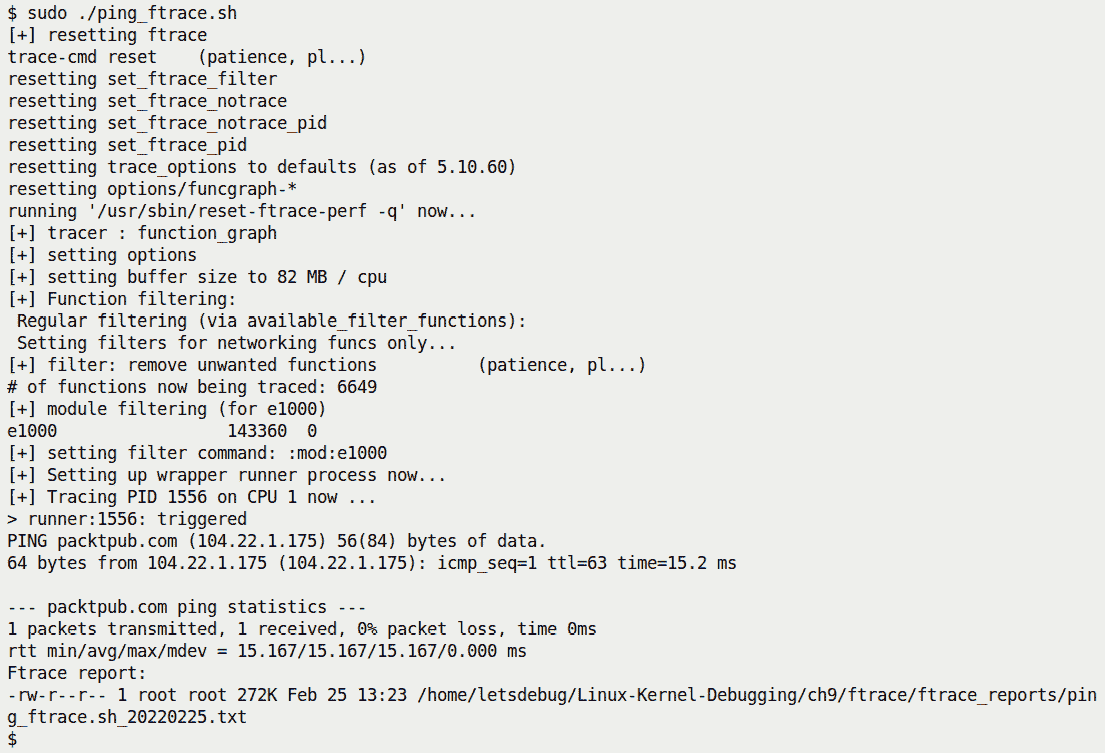 $ sudo ./ping_ftrace.sh
[+] resetting ftrace
trace-cmd reset    (patience, pl...)
resetting set_ftrace_filter
resetting set_ftrace_notrace
resetting set_ftrace_notrace_pid
resetting set_ftrace_pid
resetting trace_options to defaults (as of 5.10.60)
resetting options/funcgraph-*
running '/usr/sbin/reset-ftrace-perf -q' now...
[+] tracer : function_graph
[+] setting options
[+] setting buffer size to 82 MB / cpu
[+] Function filtering:
 Regular filtering (via available_filter_functions):
 Setting filters for networking funcs only...
[+] filter: remove unwanted functions          (patience, pl...)
# of functions now being traced: 6649
[+] module filtering (for e1000)
e1000                 143360  0
[+] setting filter command: :mod:e1000
[+] Setting up wrapper runner process now...
[+] Tracing PID 1556 on CPU 1 now ...
> runner:1556: triggered
PING packtpub.com (104.22.1.175) 56(84) bytes of data.
64 bytes from 104.22.1.175 (104.22.1.175): icmp_seq=1 ttl=63 time=15.2 ms

--- packtpub.com ping statistics ---
1 packets transmitted, 1 received, 0% packet loss, time 0ms
rtt min/avg/max/mdev = 15.167/15.167/15.167/0.000 ms
Ftrace report:
-rw-r--r-- 1 root root 272K Feb 25 13:23 /home/letsdebug/Linux-Kernel-Debugging/ch9/ftrace/ftrace_reports/pin
g_ftrace.sh_20220225.txt
$